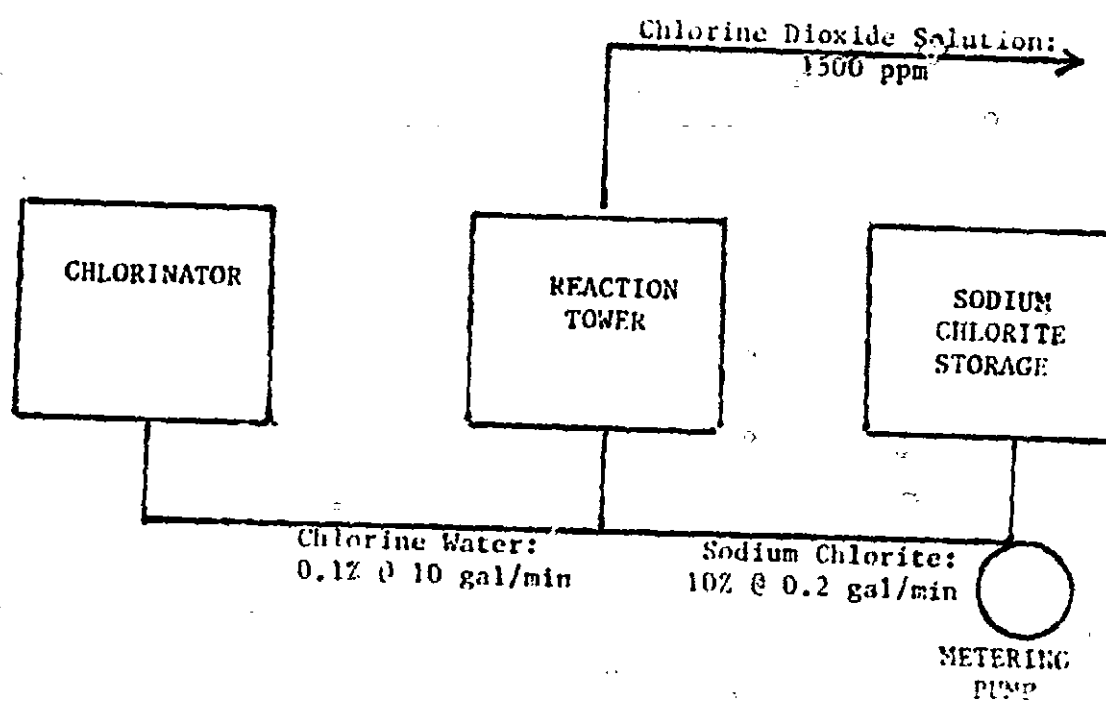 Chlorine Dioxide Solution:
1500 ppm
CHLORINATOR
REACTION
TOWER
SODIUM
CHLORITE
STORAGE
Chlorine Water:
0.1% @ 10 gal/min
Sodium Chlorite:
10% @ 0.2 gal/min
METERING
PUMP